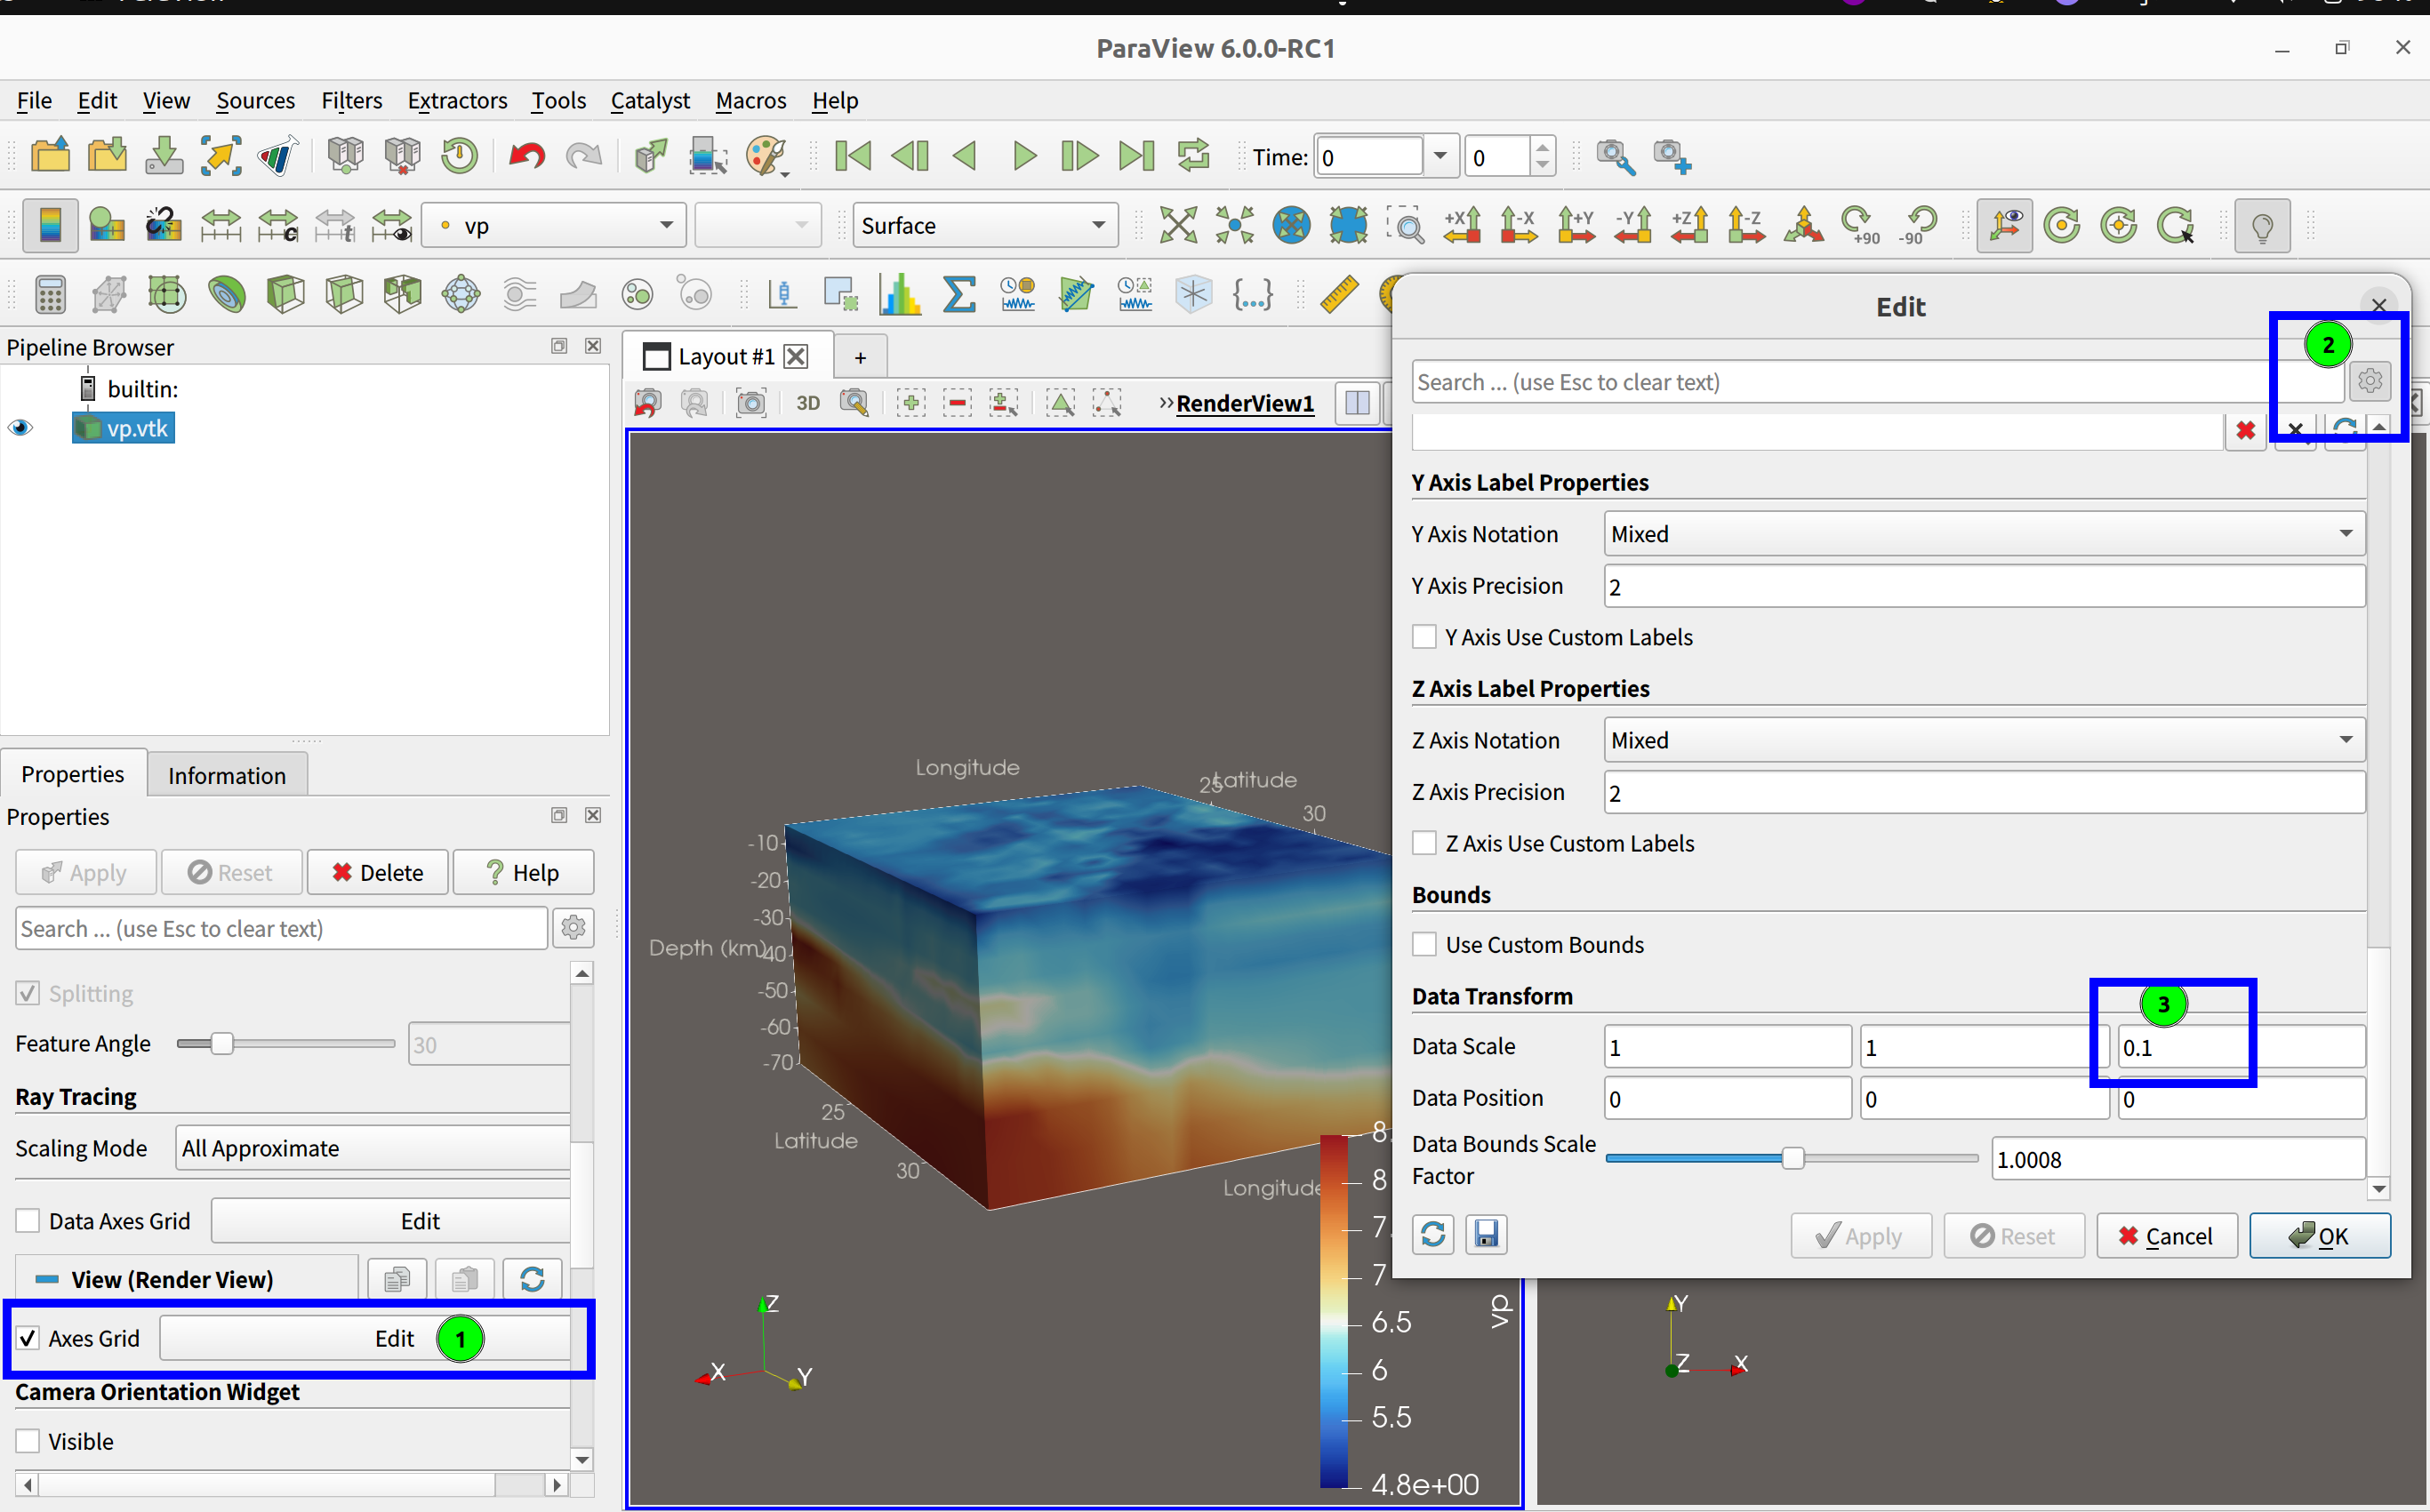 ParaView 6.0.0-RC1
File Edit View Sources Filters Extractors Tools Catalyst Macros Help
Time: 0 0
vp Surface +X -X +Y -Y +Z -Z +90 -90
Pipeline Browser
builtin:
vp.vtk
Properties Information
Properties
Apply Reset Delete Help
Search ... (use Esc to clear text)
Splitting
Feature Angle 30
Ray Tracing
Scaling Mode All Approximate
Data Axes Grid Edit
View (Render View)
Axes Grid Edit 1
Camera Orientation Widget
Visible
Layout #1 +
3D RenderView1
Longitude
Latitude
25
30
-10
-20
-30
-40
-50
-60
-70
Depth (km)
25
Latitude
30
Longitude
8.
8
7.
7
6.5
6
5.5
4.8e+00
vp
Z
X
Y
Y
Z X
Edit
2
Search ... (use Esc to clear text)
Y Axis Label Properties
Y Axis Notation Mixed
Y Axis Precision 2
Y Axis Use Custom Labels
Z Axis Label Properties
Z Axis Notation Mixed
Z Axis Precision 2
Z Axis Use Custom Labels
Bounds
Use Custom Bounds
Data Transform
3
Data Scale 1 1 0.1
Data Position 0 0 0
Data Bounds Scale Factor 1.0008
Apply Reset Cancel OK